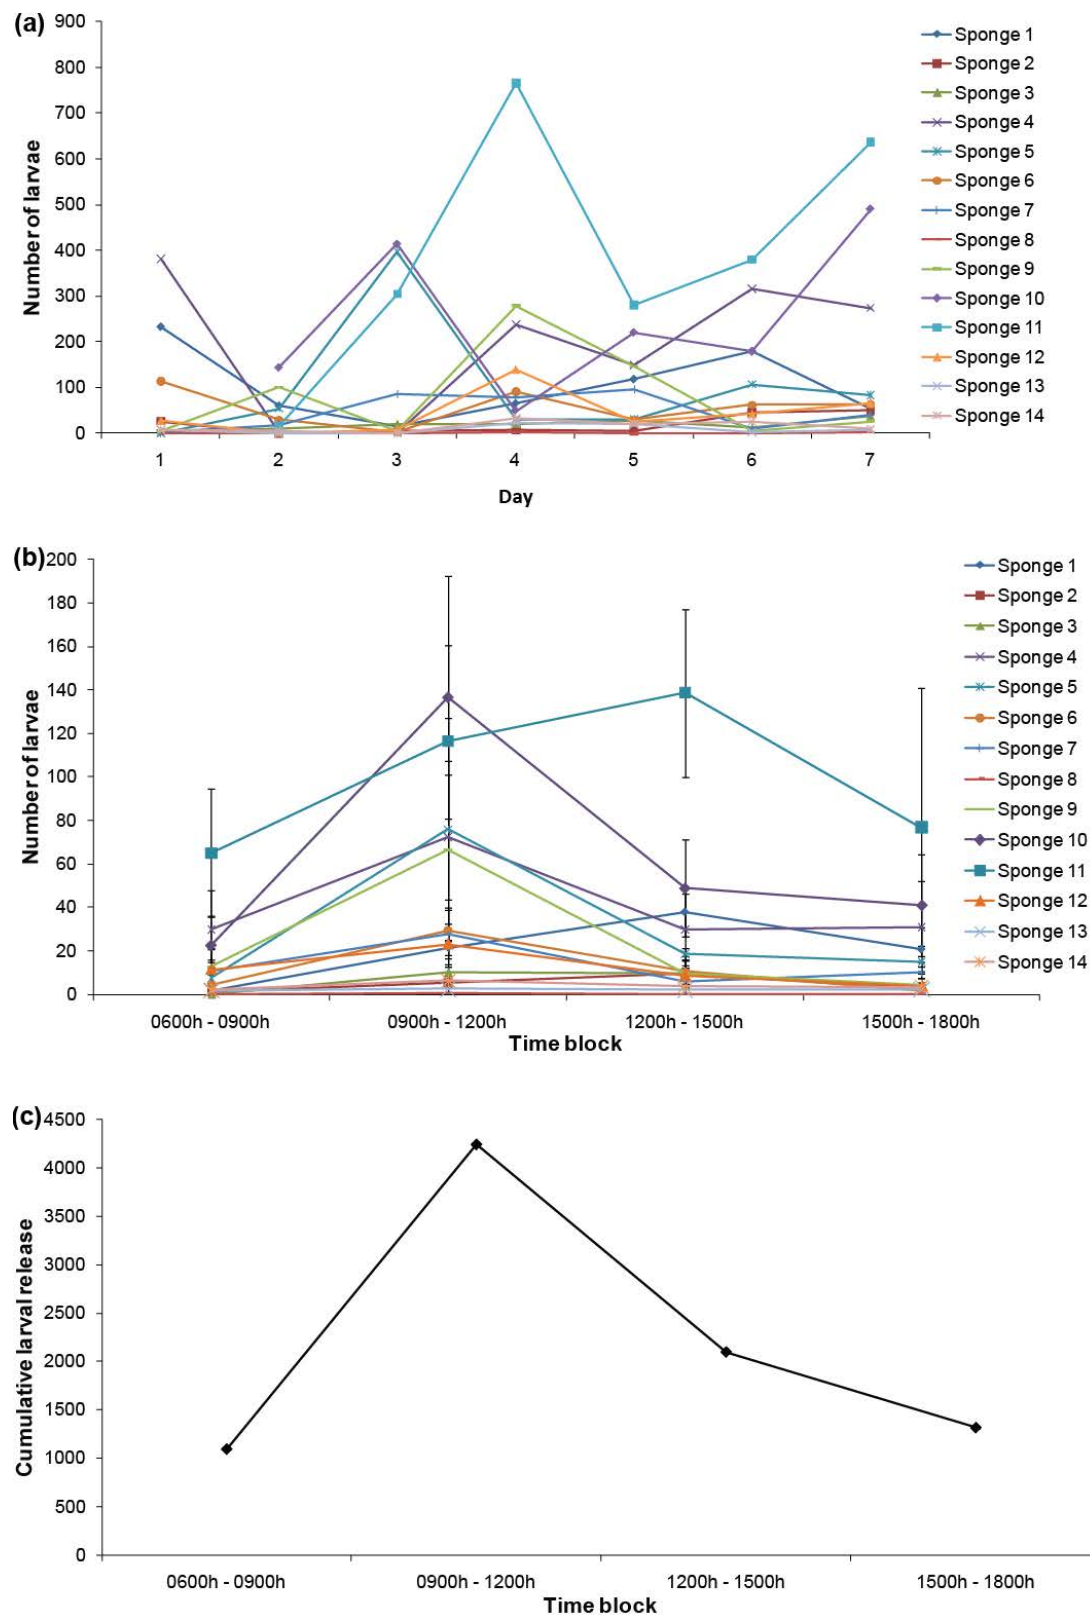 (a)
900
800
700
600
500
400
300
200
100
0
Number of larvae
1 2 3 4 5 6 7
Day
Sponge 1
Sponge 2
Sponge 3
Sponge 4
Sponge 5
Sponge 6
Sponge 7
Sponge 8
Sponge 9
Sponge 10
Sponge 11
Sponge 12
Sponge 13
Sponge 14
(b)
200
180
160
140
120
100
80
60
40
20
0
Number of larvae
0600h - 0900h 0900h - 1200h 1200h - 1500h 1500h - 1800h
Time block
Sponge 1
Sponge 2
Sponge 3
Sponge 4
Sponge 5
Sponge 6
Sponge 7
Sponge 8
Sponge 9
Sponge 10
Sponge 11
Sponge 12
Sponge 13
Sponge 14
(c)
4500
4000
3500
3000
2500
2000
1500
1000
500
0
Cumulative larval release
0600h - 0900h 0900h - 1200h 1200h - 1500h 1500h - 1800h
Time block